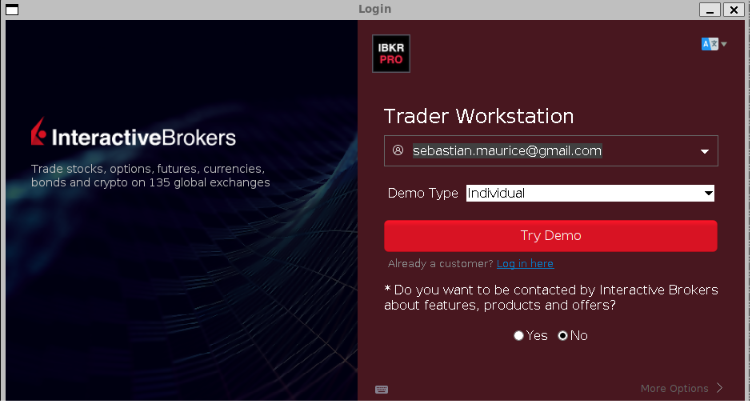 Login
InteractiveBrokers
Trade stocks, options, futures, currencies,
bonds and crypto on 135 global exchanges
IBKR
PRO
Trader Workstation
sebastian.maurice@gmail.com
Demo Type Individual
Try Demo
Already a customer? Log in here
* Do you want to be contacted by Interactive Brokers
about features, products and offers?
Yes No
More Options